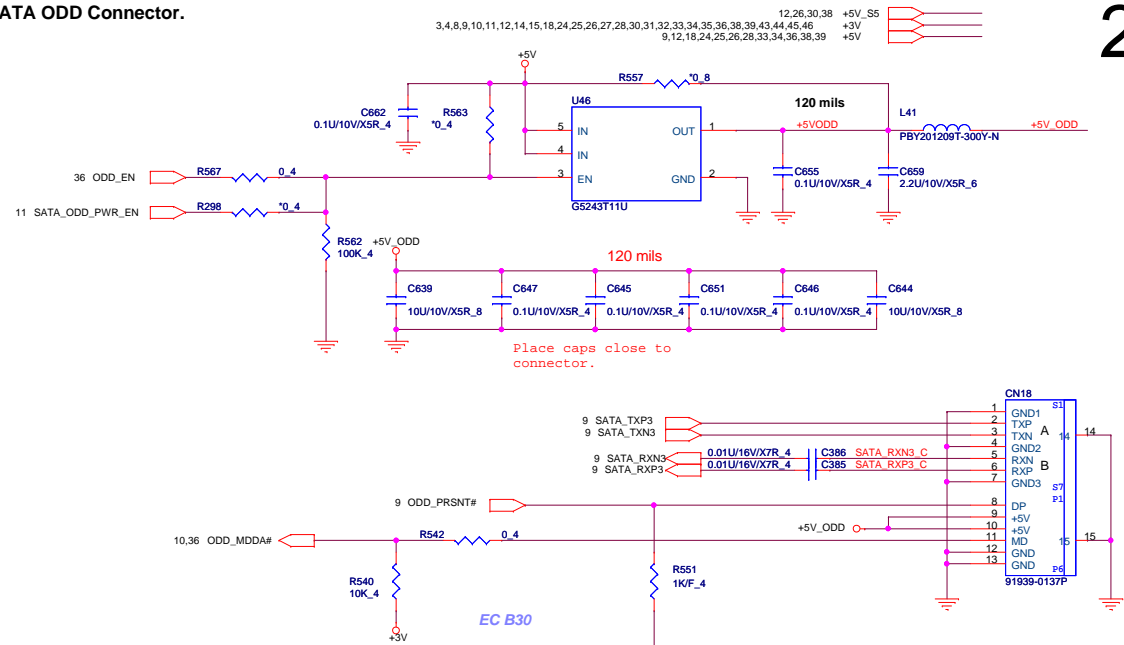 ATA ODD Connector.
12,26,30,38 +5V_S5
3,4,8,9,10,11,12,14,15,18,24,25,26,27,28,30,31,32,33,34,35,36,38,39,43,44,45,46 +3V
9,12,18,24,25,26,28,33,34,36,38,39 +5V
2
+5V
R557 *0_8
C662
0.1U/10V/X5R_4
R563
*0_4
U46
5 IN
4 IN
3 EN
OUT 1
GND 2
G5243T11U
120 mils
+5VODD
L41
PBY201209T-300Y-N
+5V_ODD
C655
0.1U/10V/X5R_4
C659
2.2U/10V/X5R_6
36 ODD_EN R567 0_4
11 SATA_ODD_PWR_EN R298 *0_4
R562
100K_4
+5V_ODD
120 mils
C639
10U/10V/X5R_8
C647
0.1U/10V/X5R_4
C645
0.1U/10V/X5R_4
C651
0.1U/10V/X5R_4
C646
0.1U/10V/X5R_4
C644
10U/10V/X5R_8
Place caps close to
connector.
CN18
9 SATA_TXP3
9 SATA_TXN3
9 SATA_RXN3 0.01U/16V/X7R_4 C386 SATA_RXN3_C
9 SATA_RXP3 0.01U/16V/X7R_4 C385 SATA_RXP3_C
1 GND1 S1
2 TXP
3 TXN A
4 GND2 14 14
5 RXN
6 RXP B
7 GND3 S7
P1
8 DP
9 +5V
10 +5V
11 MD 15 15
12 GND
13 GND P6
91939-0137P
9 ODD_PRSNT#
+5V_ODD
10,36 ODD_MDDA# R542 0_4
R540
10K_4
+3V
R551
1K/F_4
EC B30